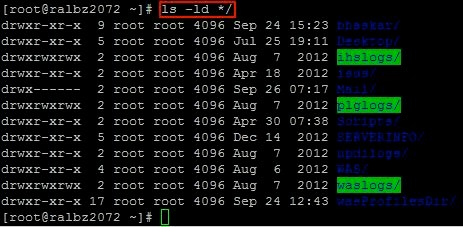 [root@ralbz2072 ~]# ls -ld */
drwxr-xr-x 9 root root 4096 Sep 24 15:23 bbaskar/
drwxr-xr-x 5 root root 4096 Jul 25 19:11 Desktop/
drwxrwxrwx 2 root root 4096 Aug 7 2012 ihslogs/
drwxr-xr-x 2 root root 4096 Apr 18 2012 isus/
drwx------ 2 root root 4096 Sep 26 07:17 Mail/
drwxrwxrwx 2 root root 4096 Aug 7 2012 plglogs/
drwxr-xr-x 2 root root 4096 Apr 30 07:38 Scripts/
drwxr-xr-x 5 root root 4096 Dec 14 2012 SERVERINFO/
drwxr-xr-x 2 root root 4096 Aug 7 2012 updilogs/
drwxr-xr-x 4 root root 4096 Aug 6 2012 WAS/
drwxrwxrwx 2 root root 4096 Aug 7 2012 waslogs/
drwxr-xr-x 17 root root 4096 Sep 24 12:43 wseProfilesDir/
[root@ralbz2072 ~]#